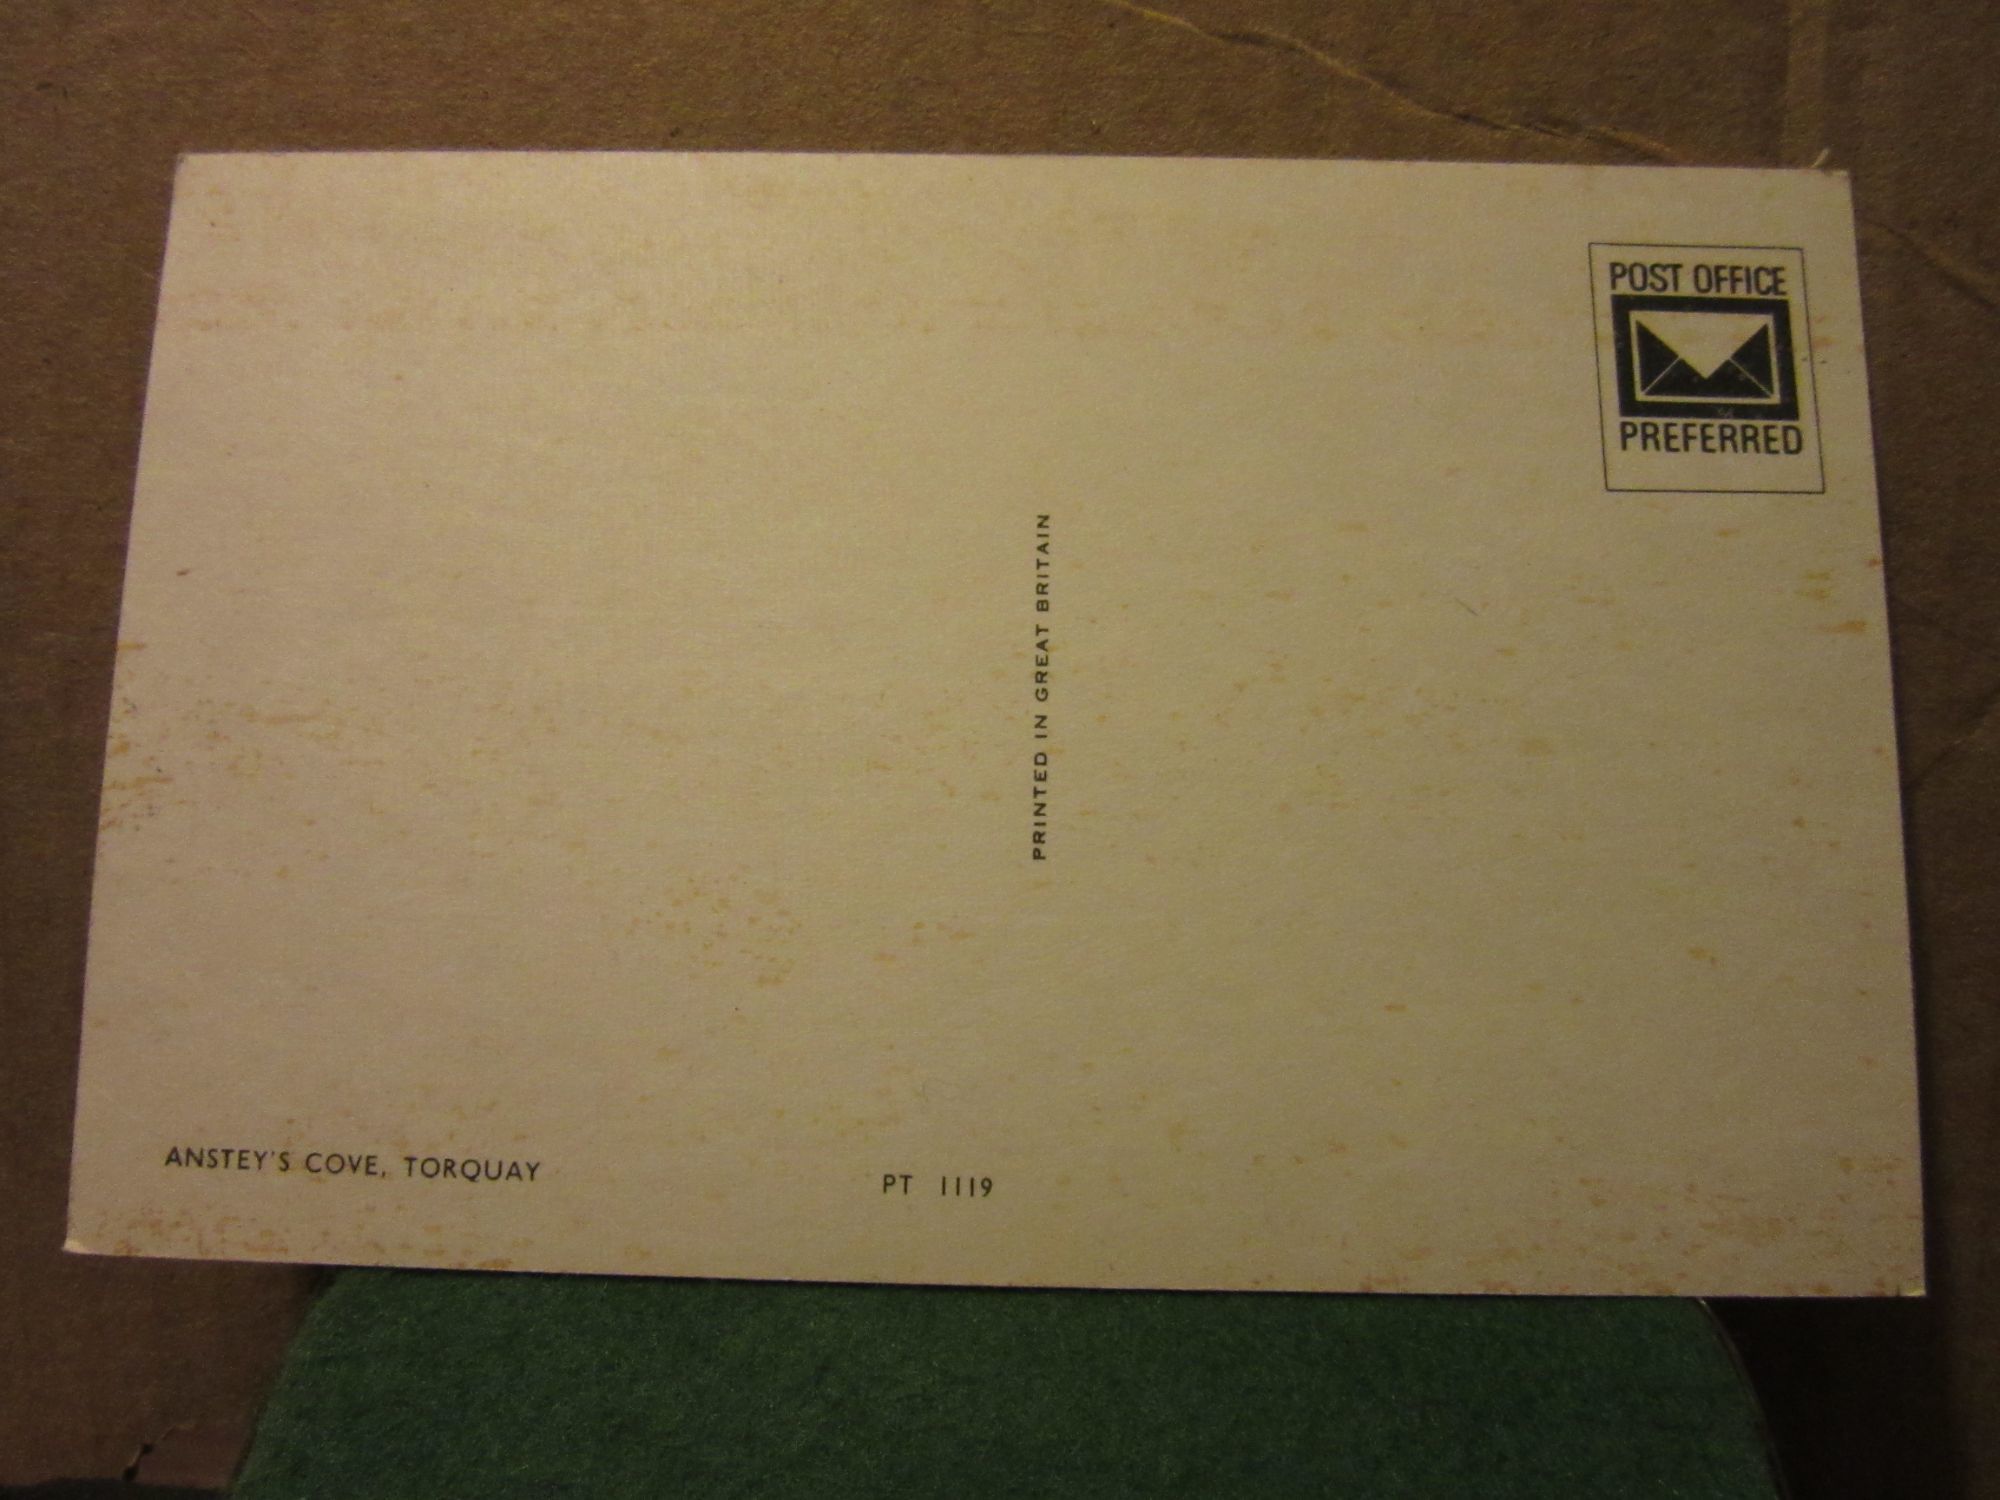 POST OFFICE
PREFERRED
PRINTED IN GREAT BRITAIN
ANSTEY'S COVE, TORQUAY
PT 1119